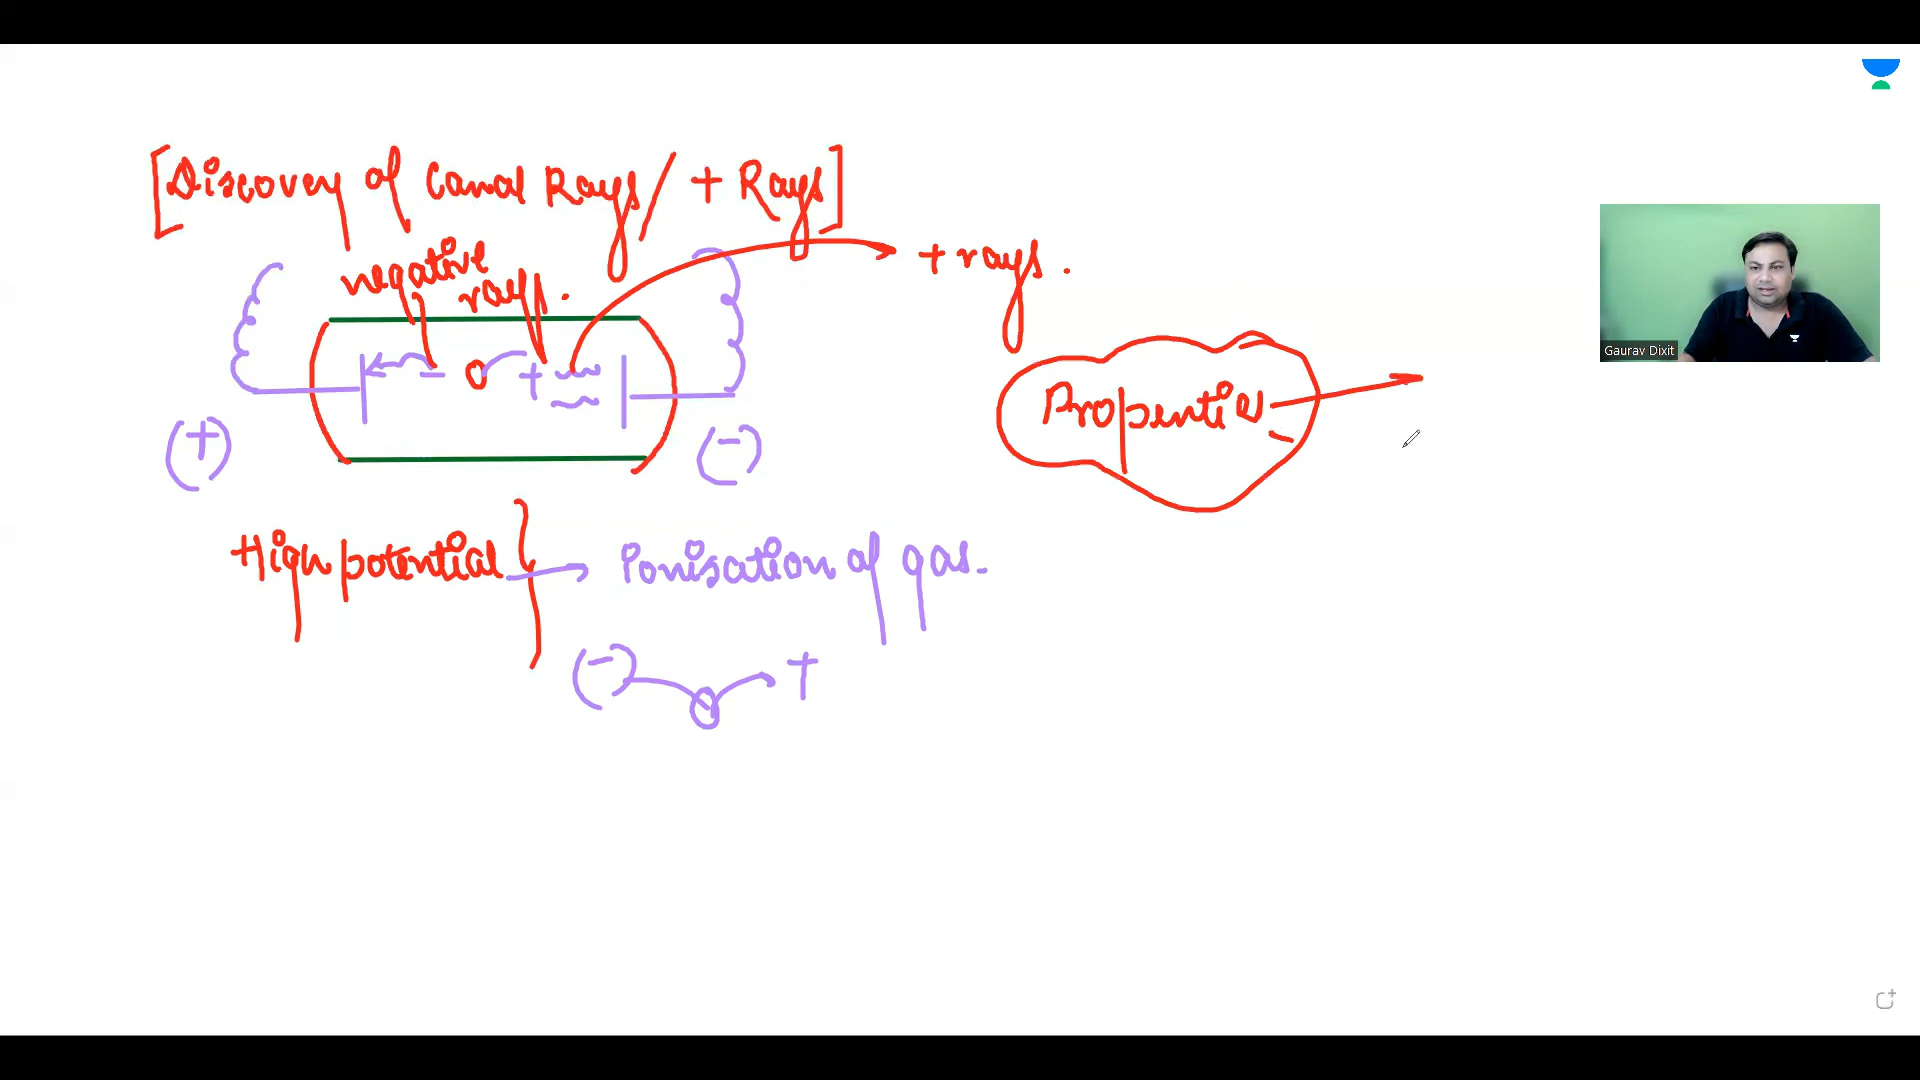 [Discovery of Canal Rays / + Rays]
negative
rays.
+ rays.
- O +
(+)
(-)
Properties
Gaurav Dixit
High potential → ionisation of gas.
(-) O +